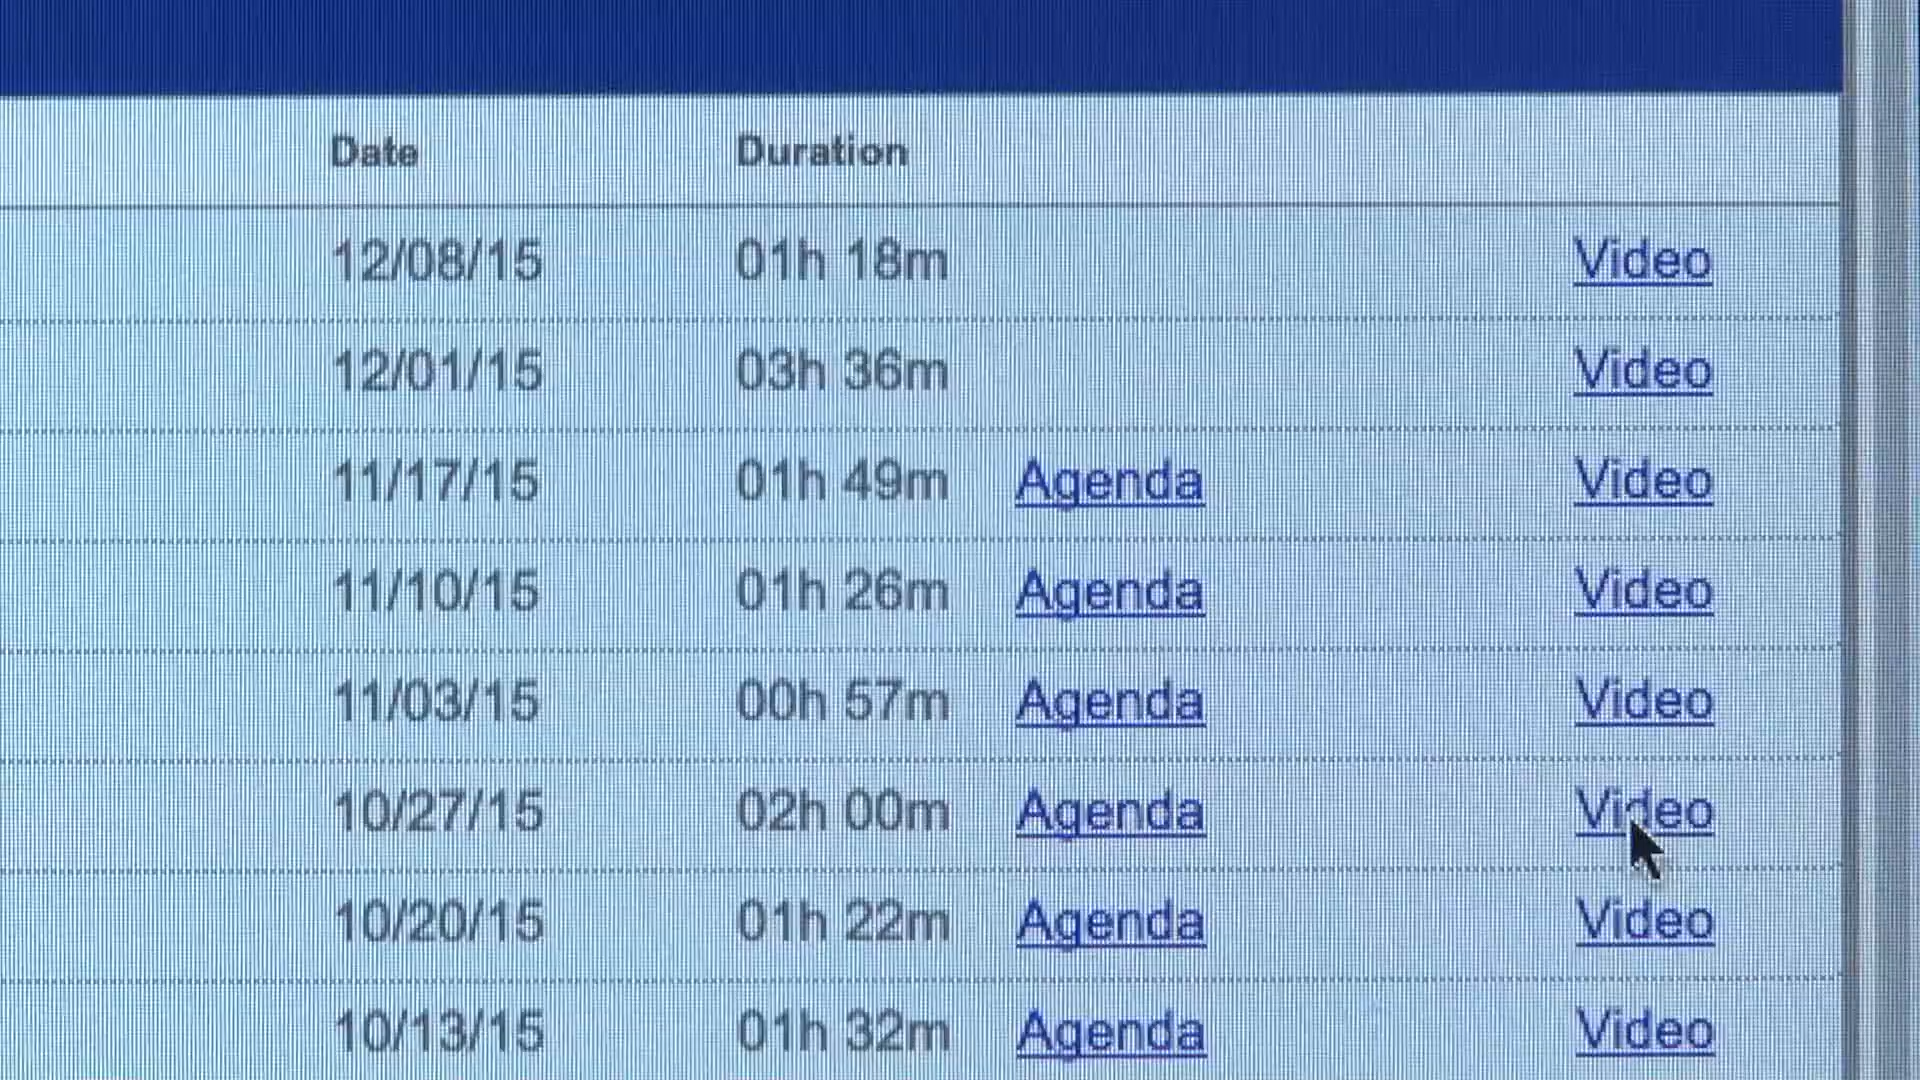 Date Duration
12/08/15 01h 18m Video
12/01/15 03h 36m Video
11/17/15 01h 49m Agenda Video
11/10/15 01h 26m Agenda Video
11/03/15 00h 57m Agenda Video
10/27/15 02h 00m Agenda Video
10/20/15 01h 22m Agenda Video
10/13/15 01h 32m Agenda Video